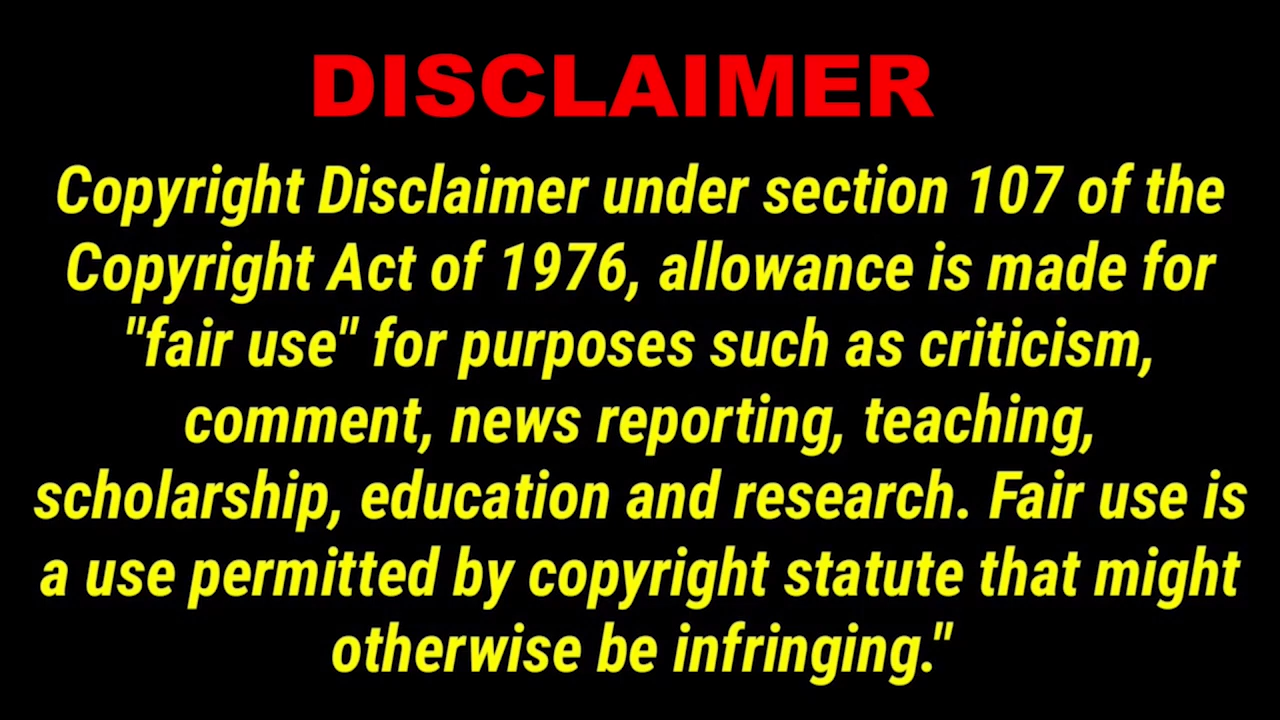 DISCLAIMER
Copyright Disclaimer under section 107 of the
Copyright Act of 1976, allowance is made for
"fair use" for purposes such as criticism,
comment, news reporting, teaching,
scholarship, education and research. Fair use is
a use permitted by copyright statute that might
otherwise be infringing."